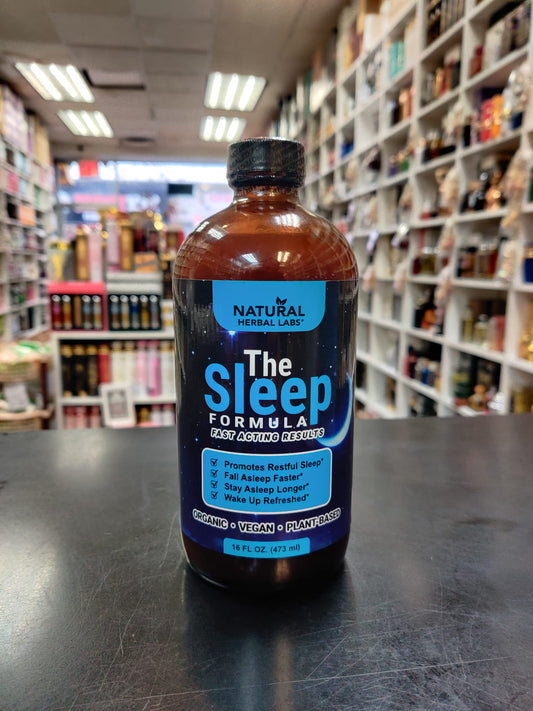 NATURAL
HERBAL LABS®
The
Sleep
FORMULA
FAST ACTING RESULTS
Promotes Restful Sleep*
Fall Asleep Faster*
Stay Asleep Longer*
Wake Up Refreshed*
ORGANIC • VEGAN • PLANT-BASED
16 FL OZ. (473 ml)